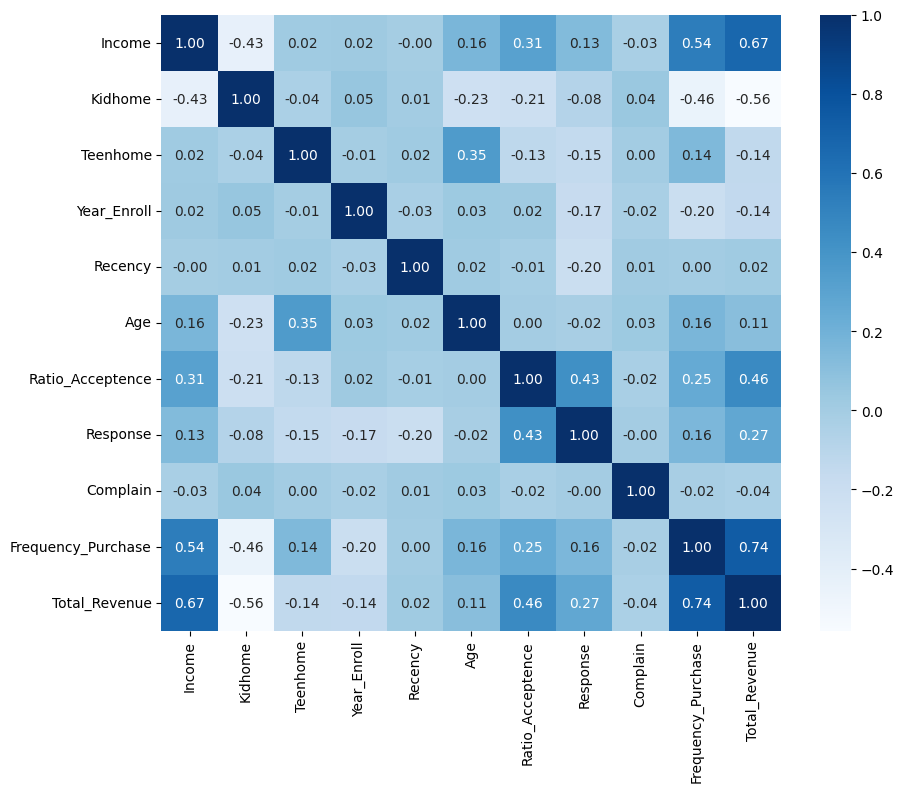 Income 1.00 -0.43 0.02 0.02 -0.00 0.16 0.31 0.13 -0.03 0.54 0.67
Kidhome -0.43 1.00 -0.04 0.05 0.01 -0.23 -0.21 -0.08 0.04 -0.46 -0.56
Teenhome 0.02 -0.04 1.00 -0.01 0.02 0.35 -0.13 -0.15 0.00 0.14 -0.14
Year_Enroll 0.02 0.05 -0.01 1.00 -0.03 0.03 0.02 -0.17 -0.02 -0.20 -0.14
Recency -0.00 0.01 0.02 -0.03 1.00 0.02 -0.01 -0.20 0.01 0.00 0.02
Age 0.16 -0.23 0.35 0.03 0.02 1.00 0.00 -0.02 0.03 0.16 0.11
Ratio_Acceptence 0.31 -0.21 -0.13 0.02 -0.01 0.00 1.00 0.43 -0.02 0.25 0.46
Response 0.13 -0.08 -0.15 -0.17 -0.20 -0.02 0.43 1.00 -0.00 0.16 0.27
Complain -0.03 0.04 0.00 -0.02 0.01 0.03 -0.02 -0.00 1.00 -0.02 -0.04
Frequency_Purchase 0.54 -0.46 0.14 -0.20 0.00 0.16 0.25 0.16 -0.02 1.00 0.74
Total_Revenue 0.67 -0.56 -0.14 -0.14 0.02 0.11 0.46 0.27 -0.04 0.74 1.00
Income
Kidhome
Teenhome
Year_Enroll
Recency
Age
Ratio_Acceptence
Response
Complain
Frequency_Purchase
Total_Revenue
1.0
0.8
0.6
0.4
0.2
0.0
−0.2
−0.4